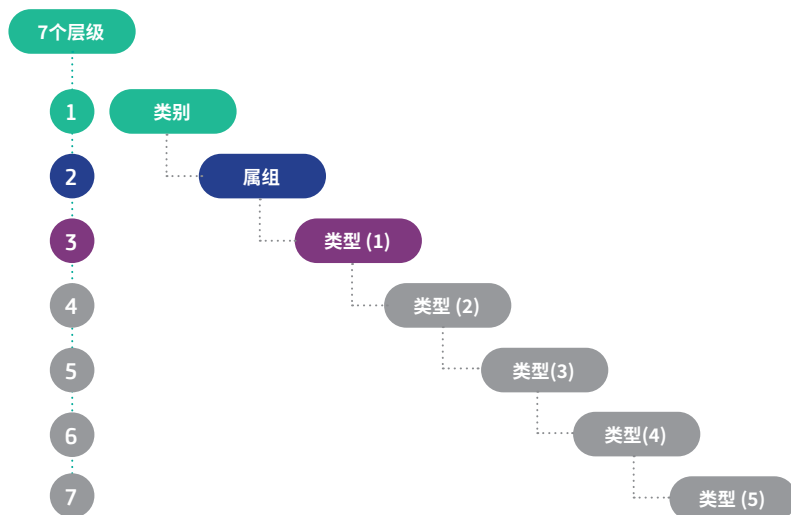 7个层级
1 类别
2 属组
3 类型 (1)
4 类型 (2)
5 类型(3)
6 类型(4)
7 类型 (5)